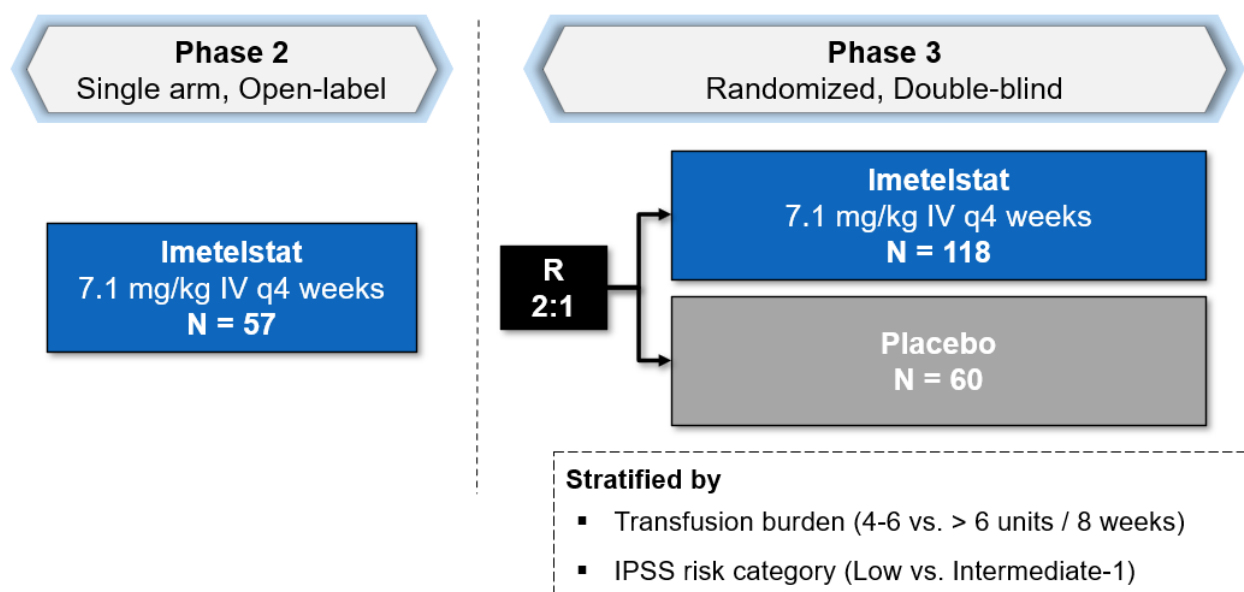 Phase 2
Single arm, Open-label
Imetelstat
7.1 mg/kg IV q4 weeks
N = 57
Phase 3
Randomized, Double-blind
R
2:1
Imetelstat
7.1 mg/kg IV q4 weeks
N = 118
Placebo
N = 60
Stratified by
▪ Transfusion burden (4-6 vs. > 6 units / 8 weeks)
▪ IPSS risk category (Low vs. Intermediate-1)